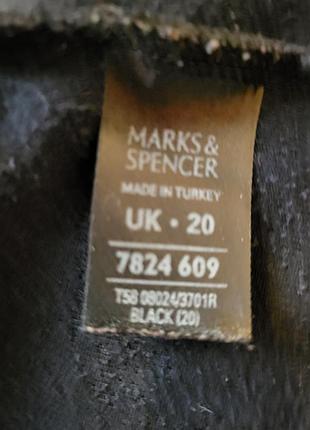 MARKS &
SPENCER
MADE IN TURKEY
UK • 20
7824 609
T58 08024/3701R
BLACK (20)